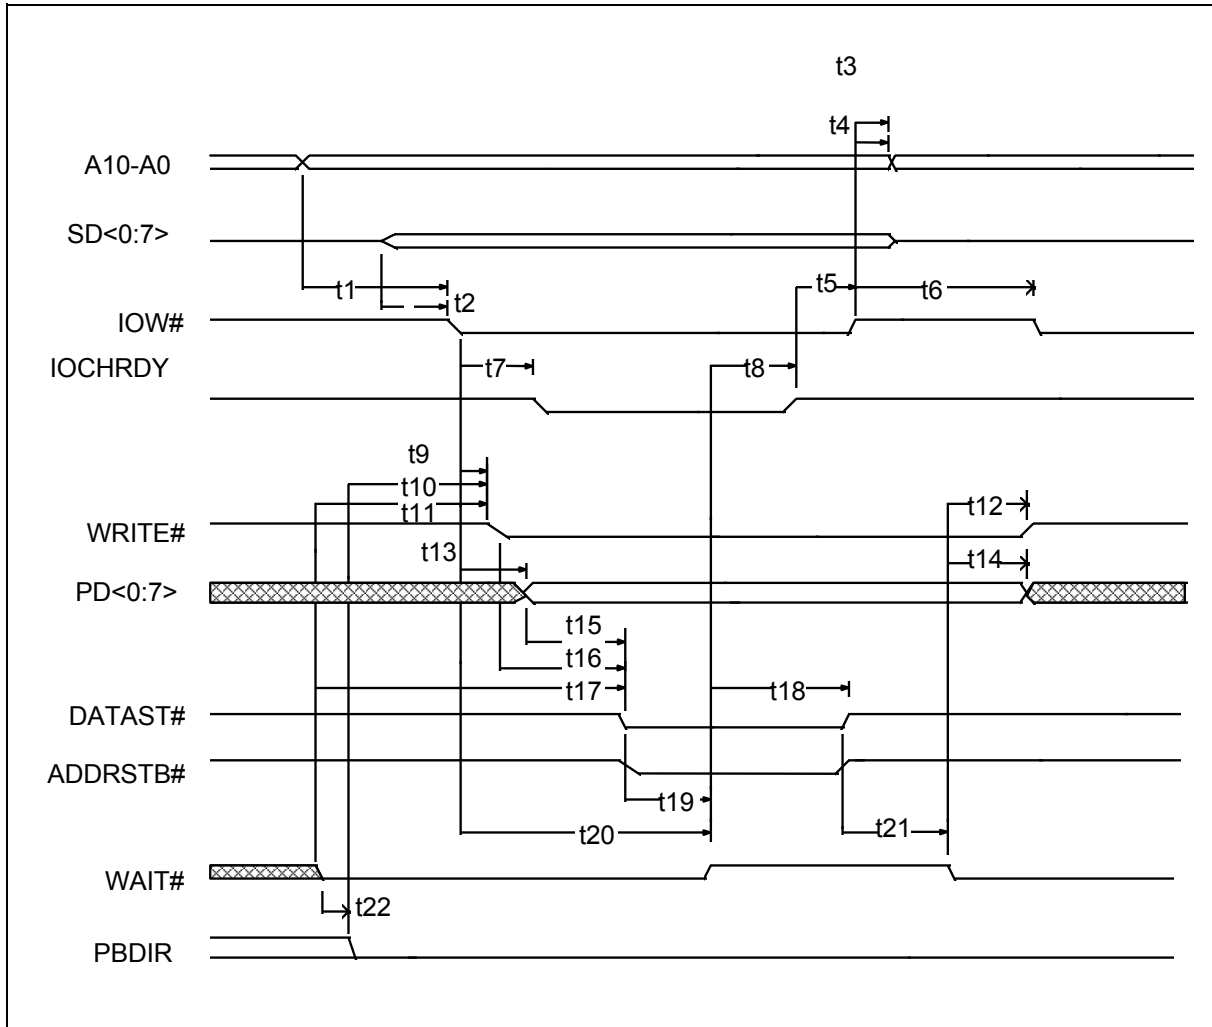 t3
t4
A10-A0
SD<0:7>
t1
t2
t5
t6
IOW#
IOCHRDY
t7
t8
t9
t10
t11
t12
WRITE#
t13
t14
PD<0:7>
t15
t16
t17
t18
DATAST#
ADDRSTB#
t19
t20
t21
WAIT#
t22
PBDIR